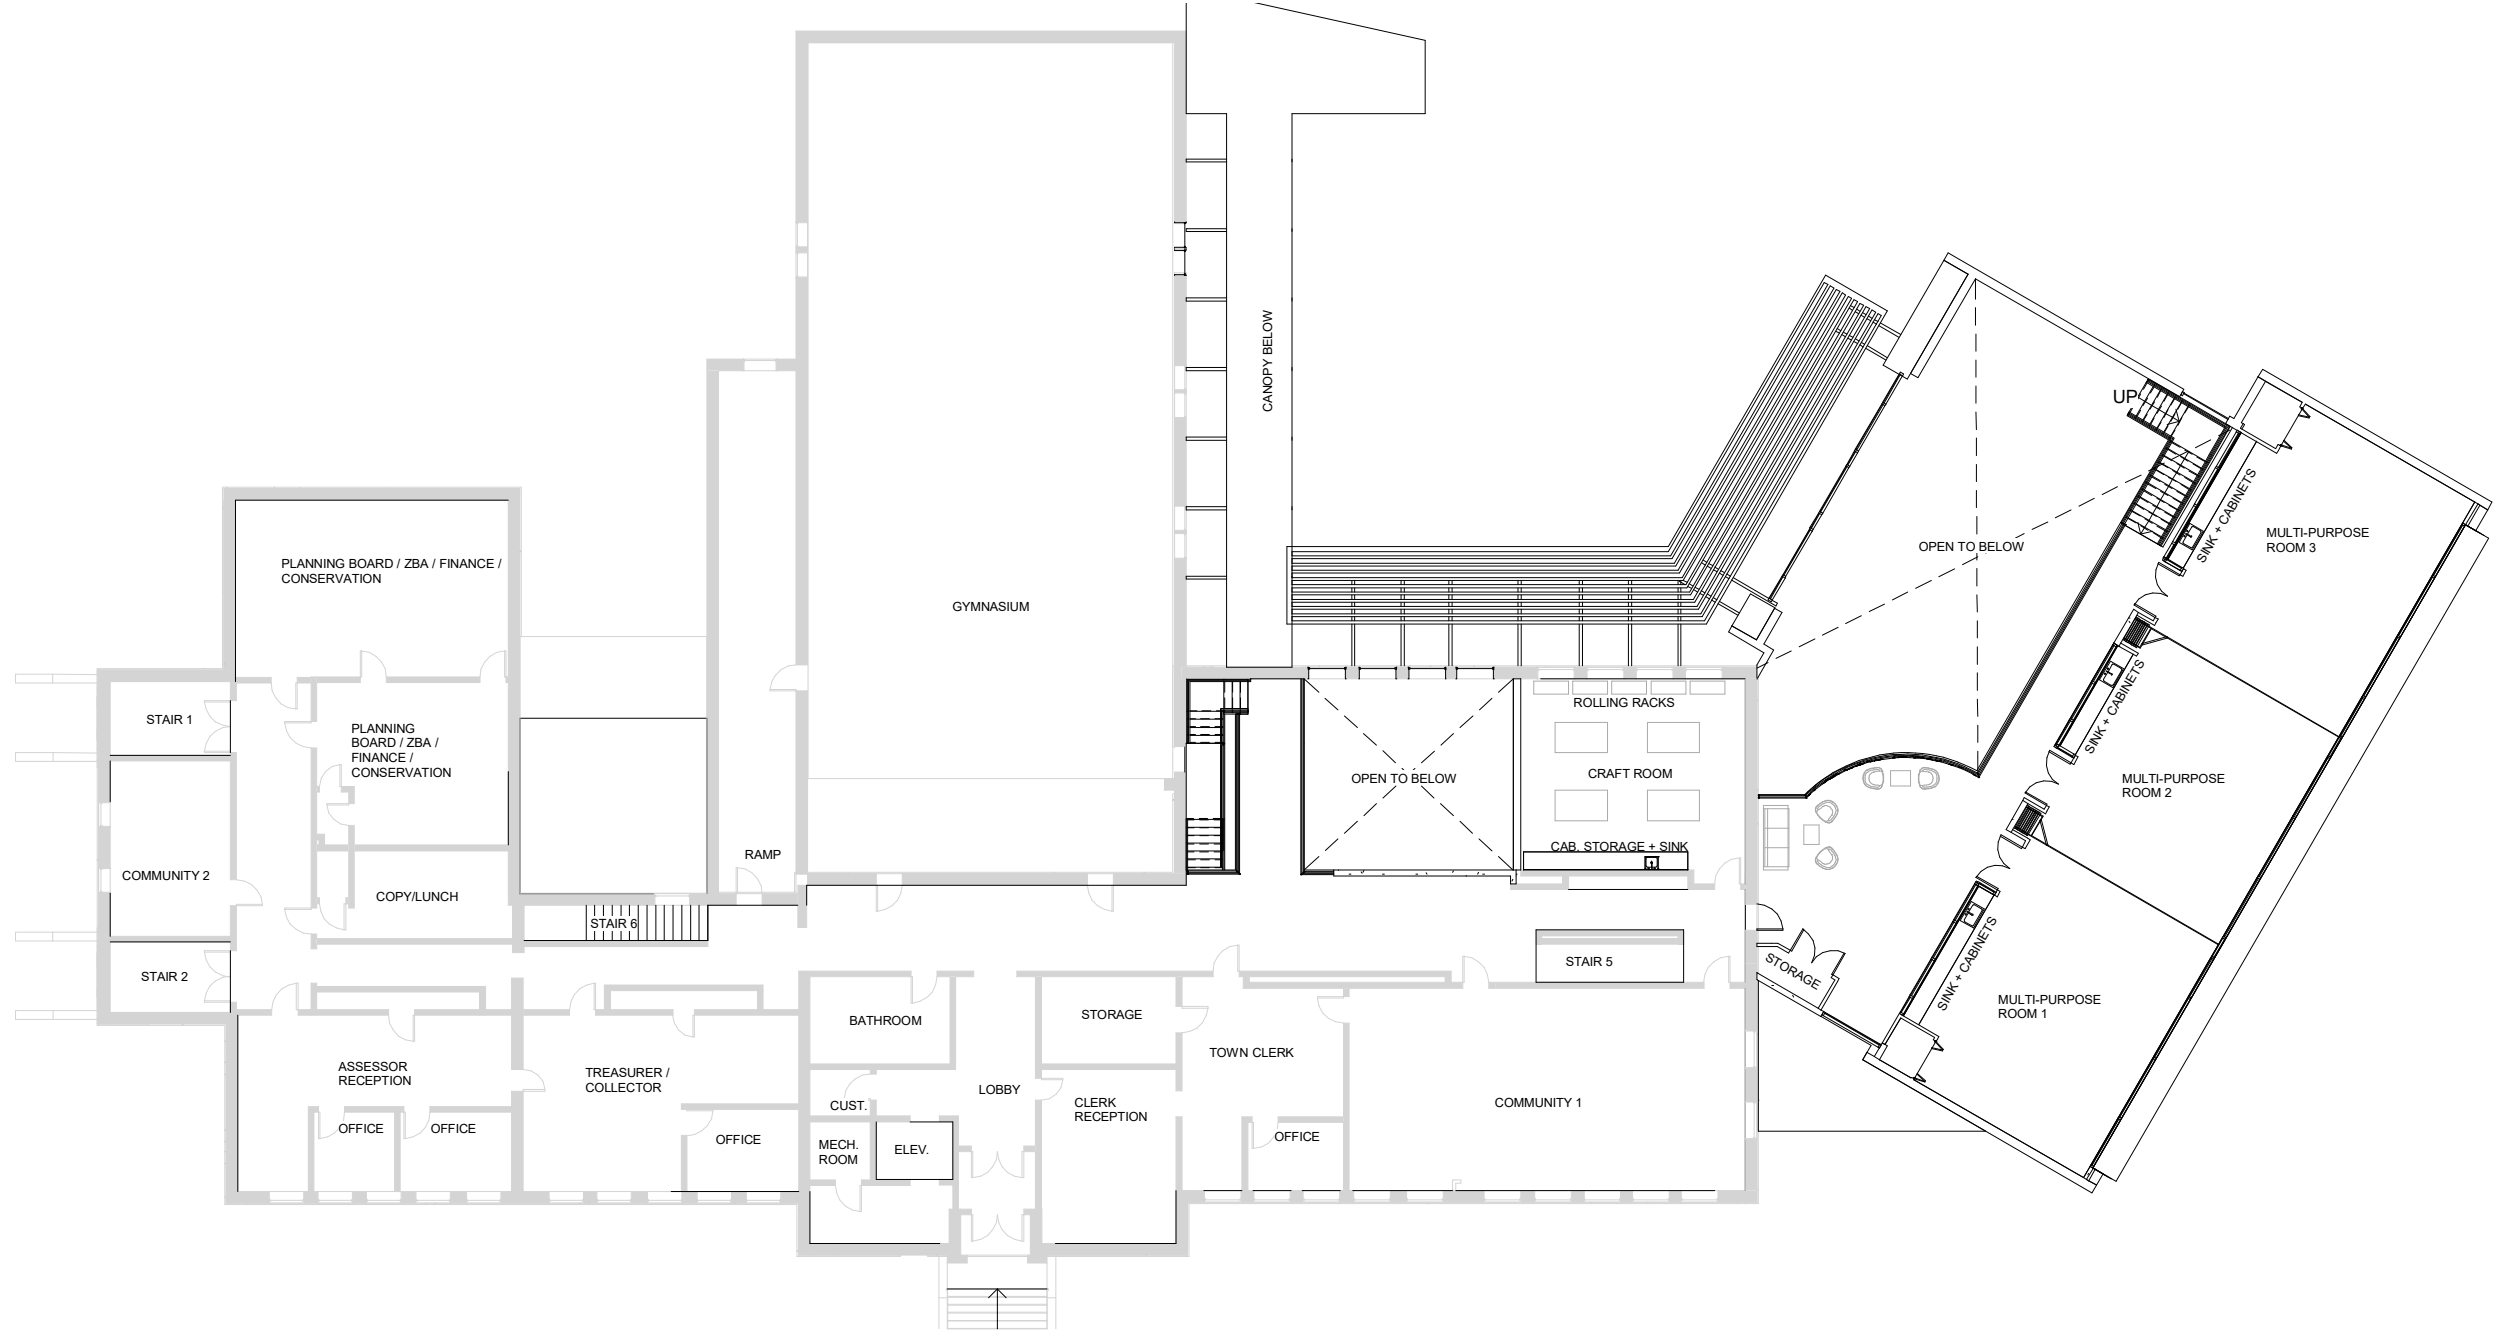 CANOPY BELOW
UP
SINK + CABINETS
MULTI-PURPOSE
ROOM 3
OPEN TO BELOW
PLANNING BOARD / ZBA / FINANCE /
CONSERVATION
GYMNASIUM
STAIR 1
PLANNING
BOARD / ZBA /
FINANCE /
CONSERVATION
ROLLING RACKS
SINK + CABINETS
OPEN TO BELOW
CRAFT ROOM
MULTI-PURPOSE
ROOM 2
RAMP
CAB. STORAGE + SINK
COMMUNITY 2
COPY/LUNCH
STAIR 6
STAIR 2
STAIR 5
STORAGE
SINK + CABINETS
MULTI-PURPOSE
ROOM 1
BATHROOM
STORAGE
TOWN CLERK
ASSESSOR
RECEPTION
TREASURER /
COLLECTOR
LOBBY
CUST.
CLERK
RECEPTION
COMMUNITY 1
OFFICE
OFFICE
OFFICE
MECH.
ROOM
ELEV.
OFFICE